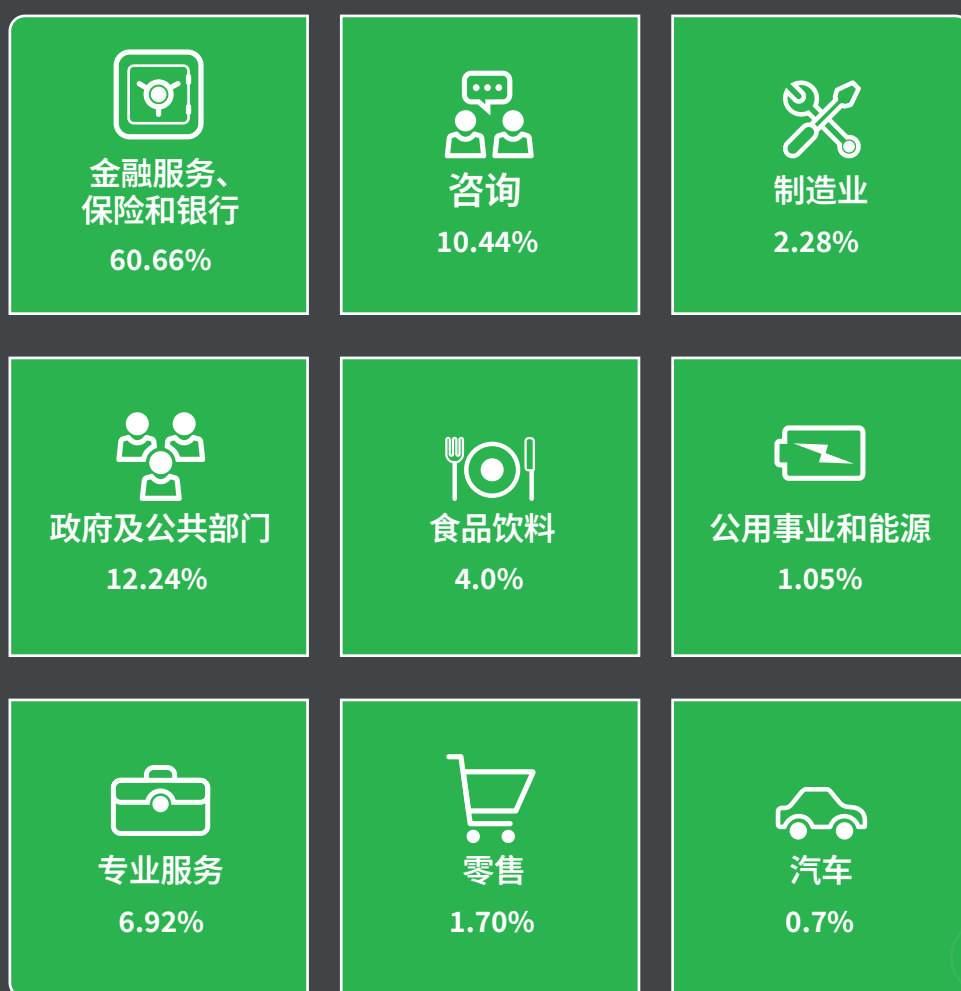 金融服务、
保险和银行
60.66%
咨询
10.44%
制造业
2.28%
政府及公共部门
12.24%
食品饮料
4.0%
公用事业和能源
1.05%
专业服务
6.92%
零售
1.70%
汽车
0.7%